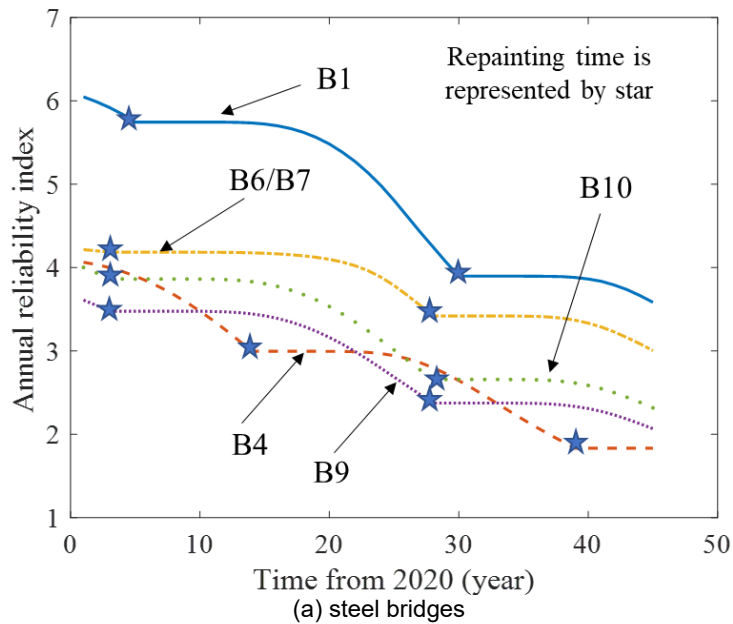 7
6
5
4
3
2
1
Annual reliability index
Repainting time is
represented by star
B1
B6/B7
B10
B4
B9
0
10
20
30
40
50
Time from 2020 (year)
(a) steel bridges